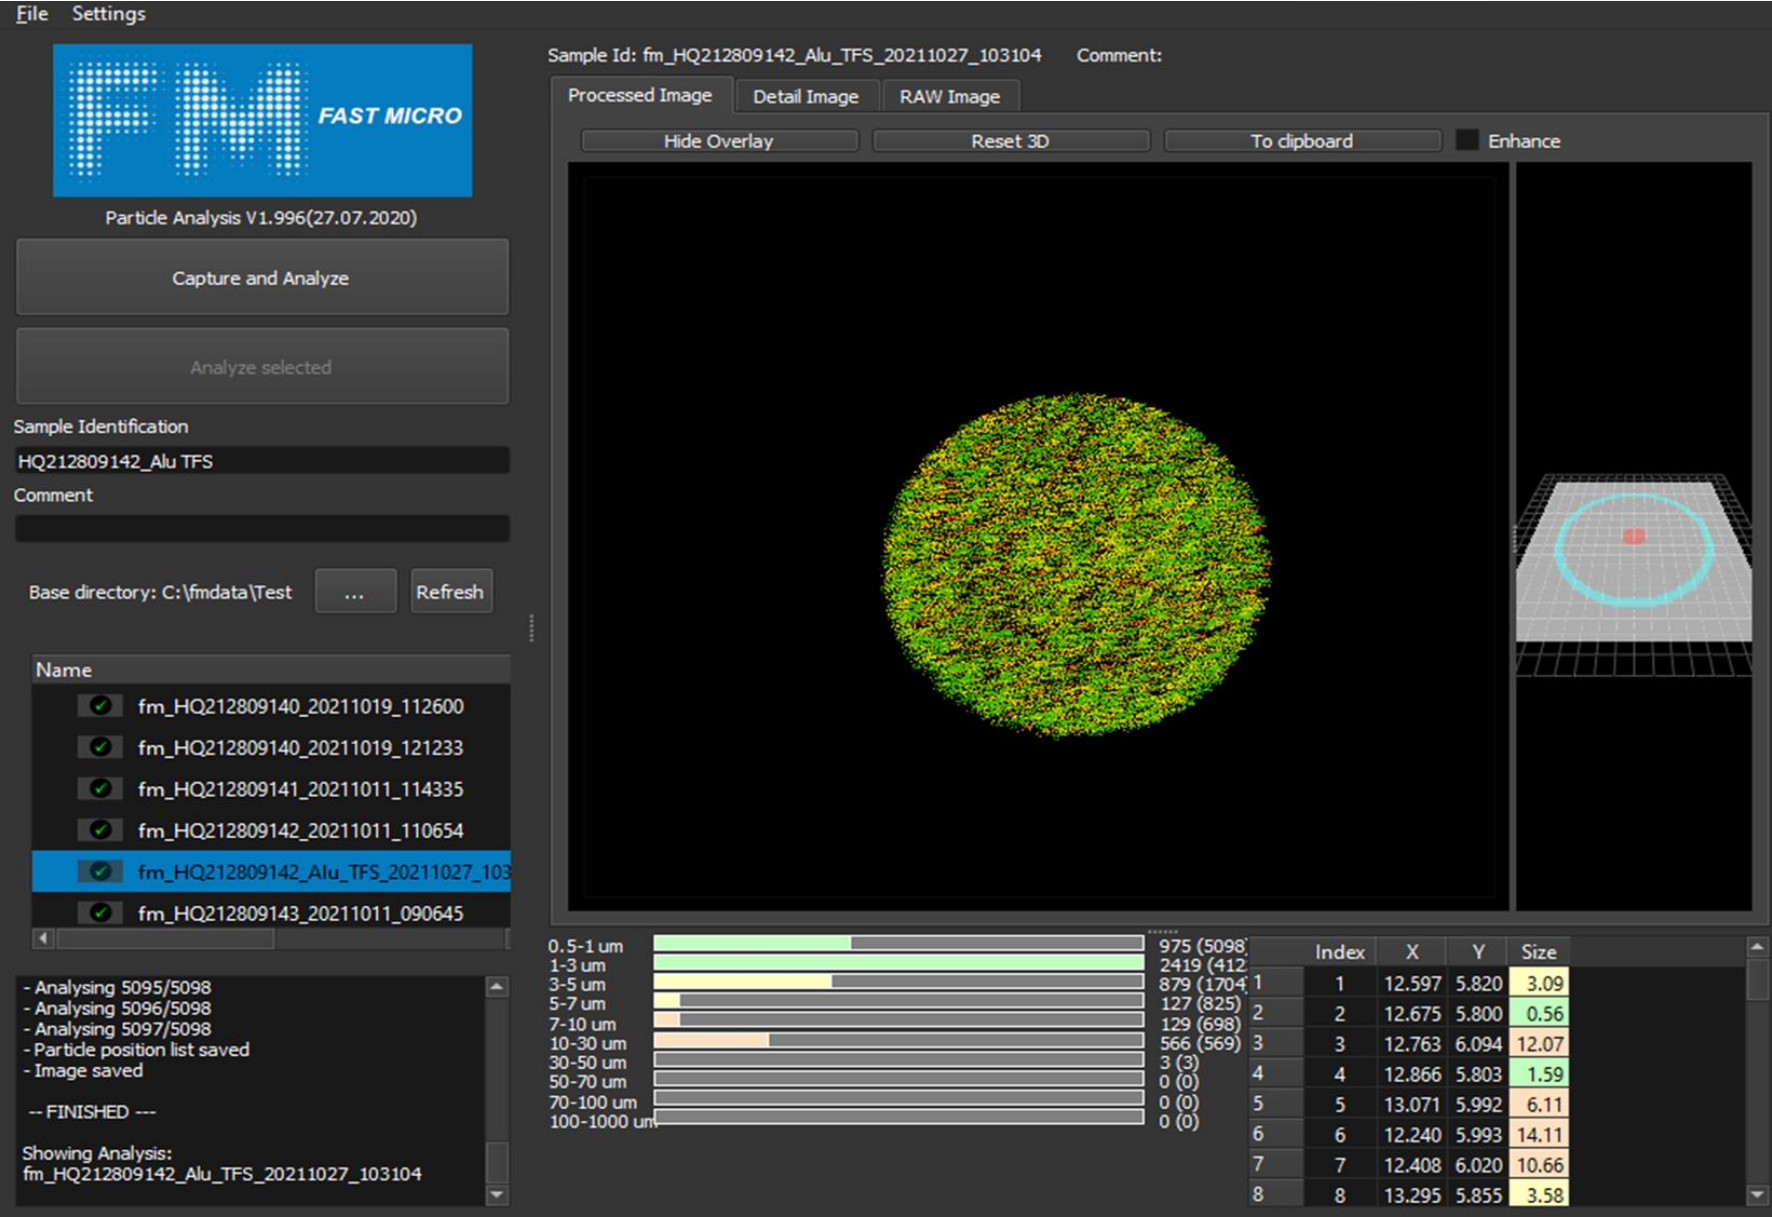 File Settings
FAST MICRO
Particle Analysis V1.996(27.07.2020)
Capture and Analyze
Analyze selected
Sample Identification
HQ212809142_Alu TFS
Comment
Base directory: C:\fmdata\Test ... Refresh
Name
fm_HQ212809140_20211019_112600
fm_HQ212809140_20211019_121233
fm_HQ212809141_20211011_114335
fm_HQ212809142_20211011_110654
fm_HQ212809142_Alu_TFS_20211027_103
fm_HQ212809143_20211011_090645
- Analysing 5095/5098
- Analysing 5096/5098
- Analysing 5097/5098
- Particle position list saved
- Image saved
-- FINISHED ---
Showing Analysis:
fm_HQ212809142_Alu_TFS_20211027_103104
Sample Id: fm_HQ212809142_Alu_TFS_20211027_103104 Comment:
Processed Image Detail Image RAW Image
Hide Overlay Reset 3D To clipboard Enhance
0.5-1 um 975 (5098)
1-3 um 2419 (412
3-5 um 879 (1704)
5-7 um 127 (825)
7-10 um 129 (698)
10-30 um 566 (569)
30-50 um 3 (3)
50-70 um 0 (0)
70-100 um 0 (0)
100-1000 um 0 (0)
Index X Y Size
1 1 12.597 5.820 3.09
2 2 12.675 5.800 0.56
3 3 12.763 6.094 12.07
4 4 12.866 5.803 1.59
5 5 13.071 5.992 6.11
6 6 12.240 5.993 14.11
7 7 12.408 6.020 10.66
8 8 13.295 5.855 3.58